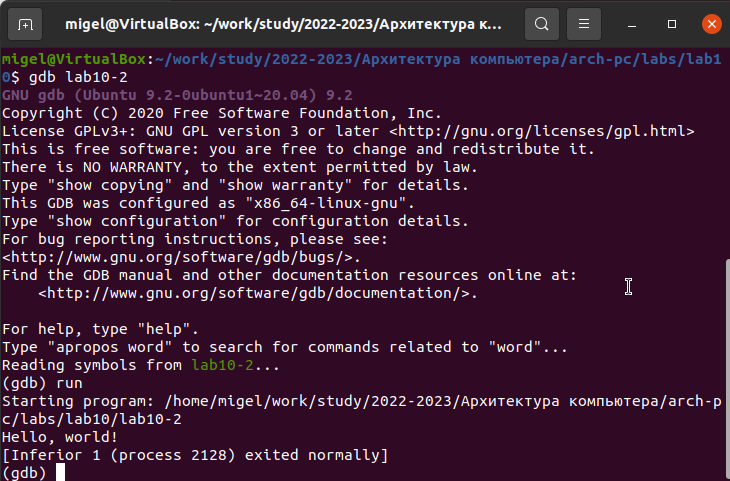 migel@VirtualBox: ~/work/study/2022-2023/Архитектура к...
migel@VirtualBox:~/work/study/2022-2023/Архитектура компьютера/arch-pc/labs/lab1
0$ gdb lab10-2
GNU gdb (Ubuntu 9.2-0ubuntu1~20.04) 9.2
Copyright (C) 2020 Free Software Foundation, Inc.
License GPLv3+: GNU GPL version 3 or later <http://gnu.org/licenses/gpl.html>
This is free software: you are free to change and redistribute it.
There is NO WARRANTY, to the extent permitted by law.
Type "show copying" and "show warranty" for details.
This GDB was configured as "x86_64-linux-gnu".
Type "show configuration" for configuration details.
For bug reporting instructions, please see:
<http://www.gnu.org/software/gdb/bugs/>.
Find the GDB manual and other documentation resources online at:
    <http://www.gnu.org/software/gdb/documentation/>.

For help, type "help".
Type "apropos word" to search for commands related to "word"...
Reading symbols from lab10-2...
(gdb) run
Starting program: /home/migel/work/study/2022-2023/Архитектура компьютера/arch-p
c/labs/lab10/lab10-2
Hello, world!
[Inferior 1 (process 2128) exited normally]
(gdb)